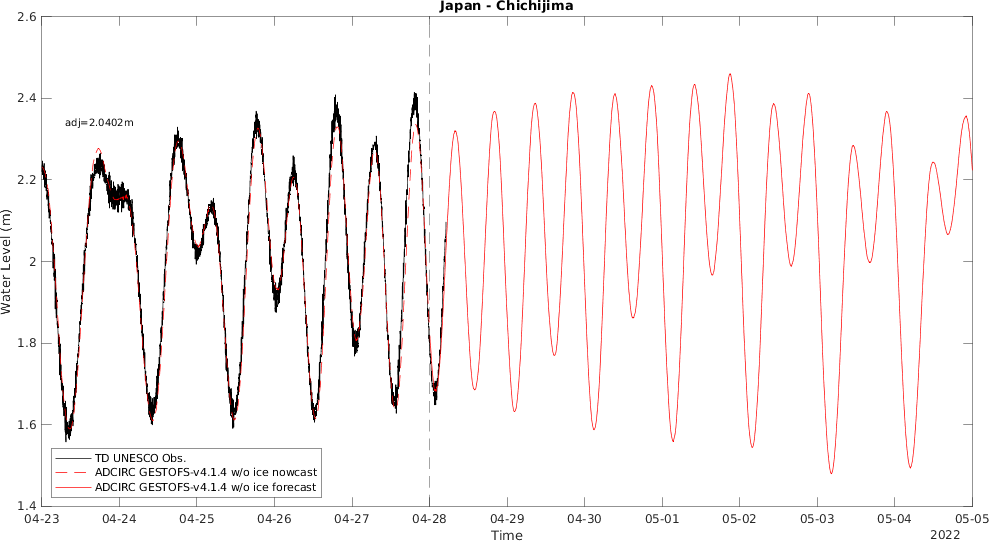 Japan - Chichijima
2.6
2.4
2.2
2
1.8
1.6
1.4
Water Level (m)
adj=2.0402m
TD UNESCO Obs.
ADCIRC GESTOFS-v4.1.4 w/o ice nowcast
ADCIRC GESTOFS-v4.1.4 w/o ice forecast
04-23 04-24 04-25 04-26 04-27 04-28 04-29 04-30 05-01 05-02 05-03 05-04 05-05
Time
2022